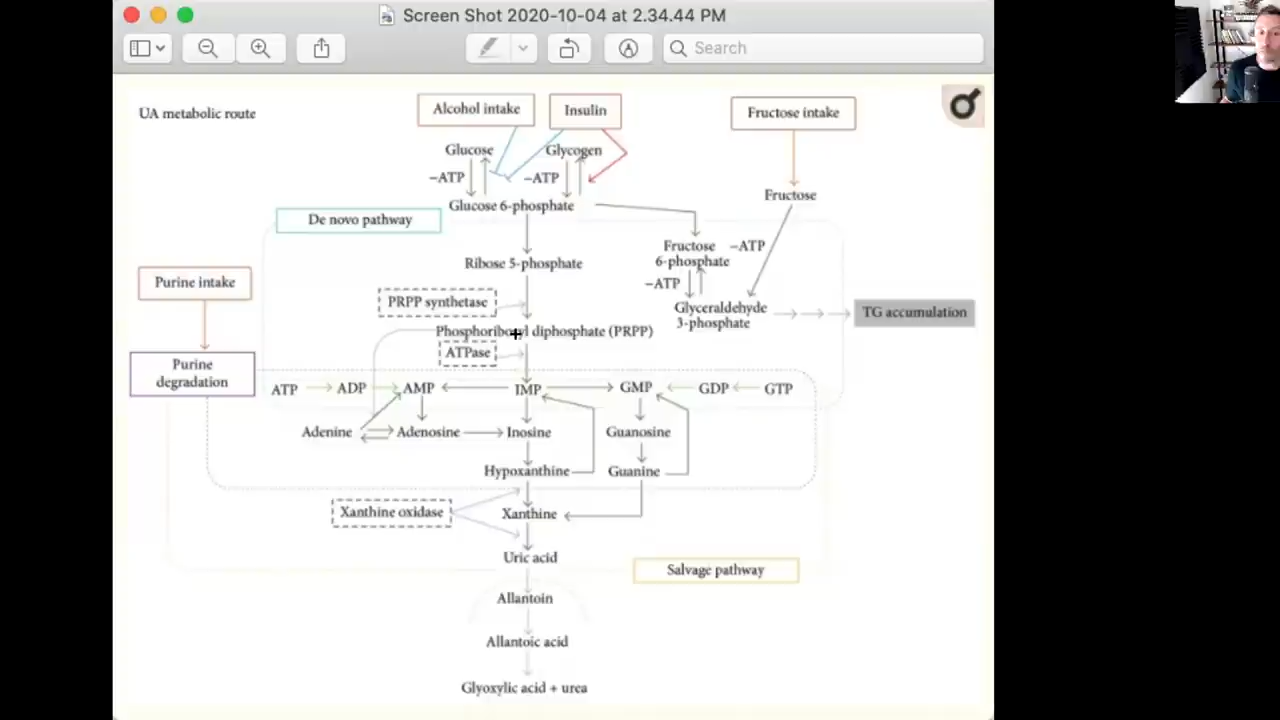 Screen Shot 2020-10-04 at 2.34.44 PM
Search
UA metabolic route
Alcohol intake
Insulin
Fructose intake
Glucose
Glycogen
−ATP
−ATP
Fructose
Glucose 6-phosphate
De novo pathway
Fructose
6-phosphate
−ATP
Ribose 5-phosphate
Purine intake
−ATP
PRPP synthetase
Glyceraldehyde
3-phosphate
TG accumulation
Phosphoribosyl diphosphate (PRPP)
ATPase
Purine
degradation
ATP
ADP
AMP
IMP
GMP
GDP
GTP
Adenine
Adenosine
Inosine
Guanosine
Hypoxanthine
Guanine
Xanthine oxidase
Xanthine
Uric acid
Salvage pathway
Allantoin
Allantoic acid
Glyoxylic acid + urea